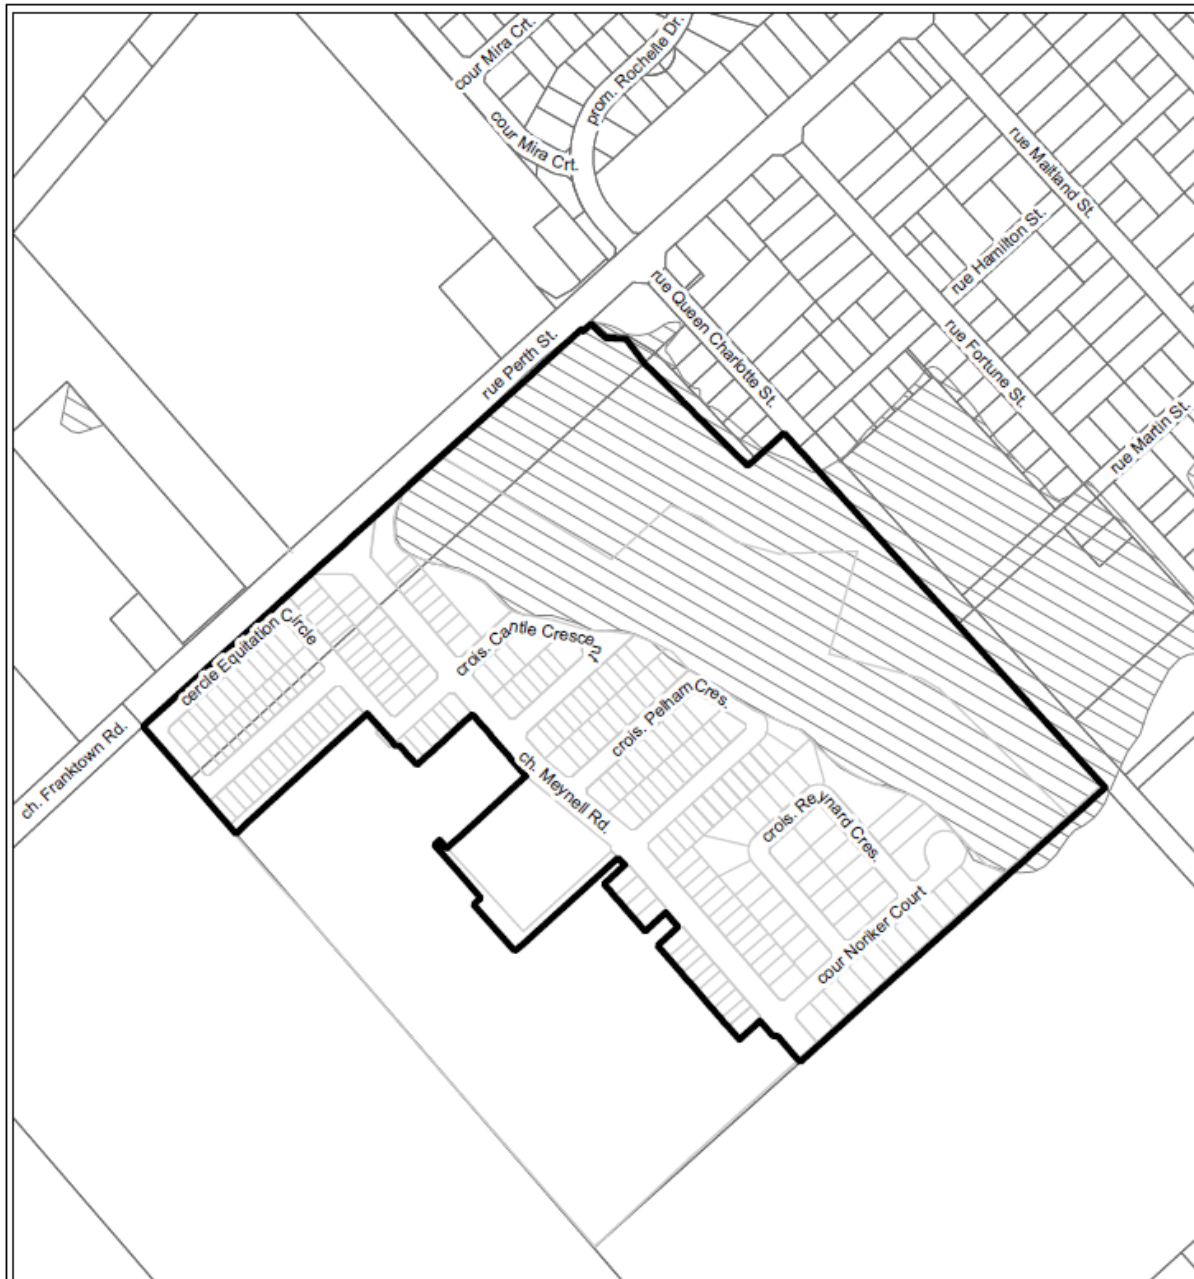 cour Mira Crt.
prom. Rochelle Dr.
cour Mira Crt.
rue Maitland St.
rue Hamilton St.
rue Queen Charlotte St.
rue Fortune St.
rue Perth St.
rue Martin St.
cercle Equitation Circle
crois. Cantle Crescent
crois. Pelham Cres.
ch. Franktown Rd.
ch. Meynell Rd.
crois. Reynard Cres.
cour Noriker Court